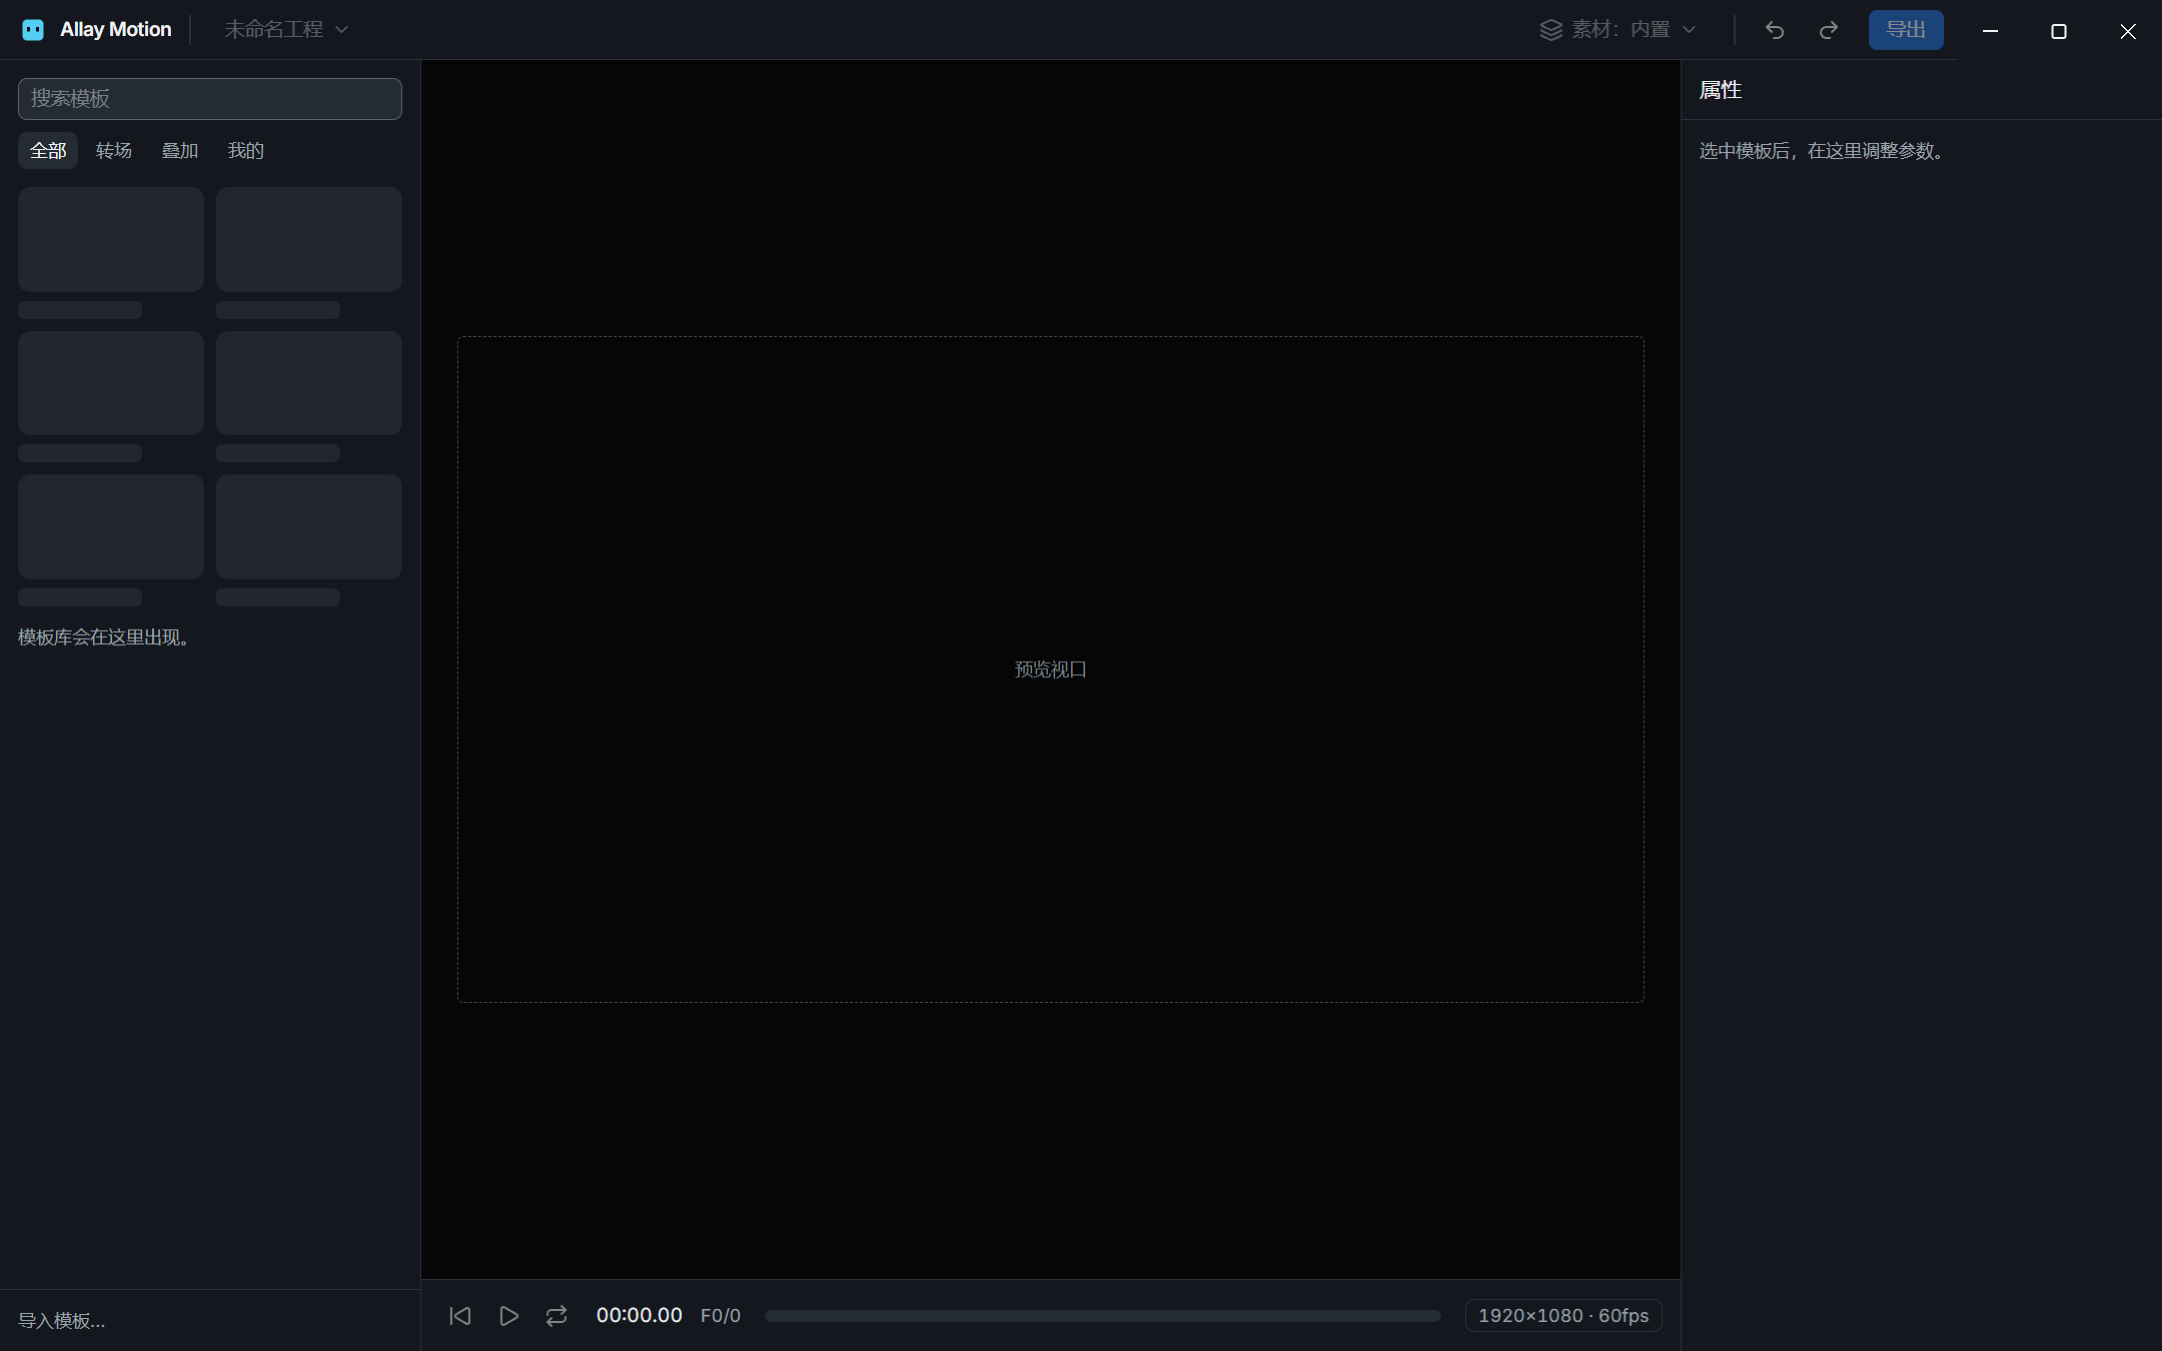 Allay Motion
未命名工程
素材：内置
导出
搜索模板
全部 转场 叠加 我的
模板库会在这里出现。
导入模板...
预览视口
00:00.00 F0/0
1920×1080 · 60fps
属性
选中模板后，在这里调整参数。